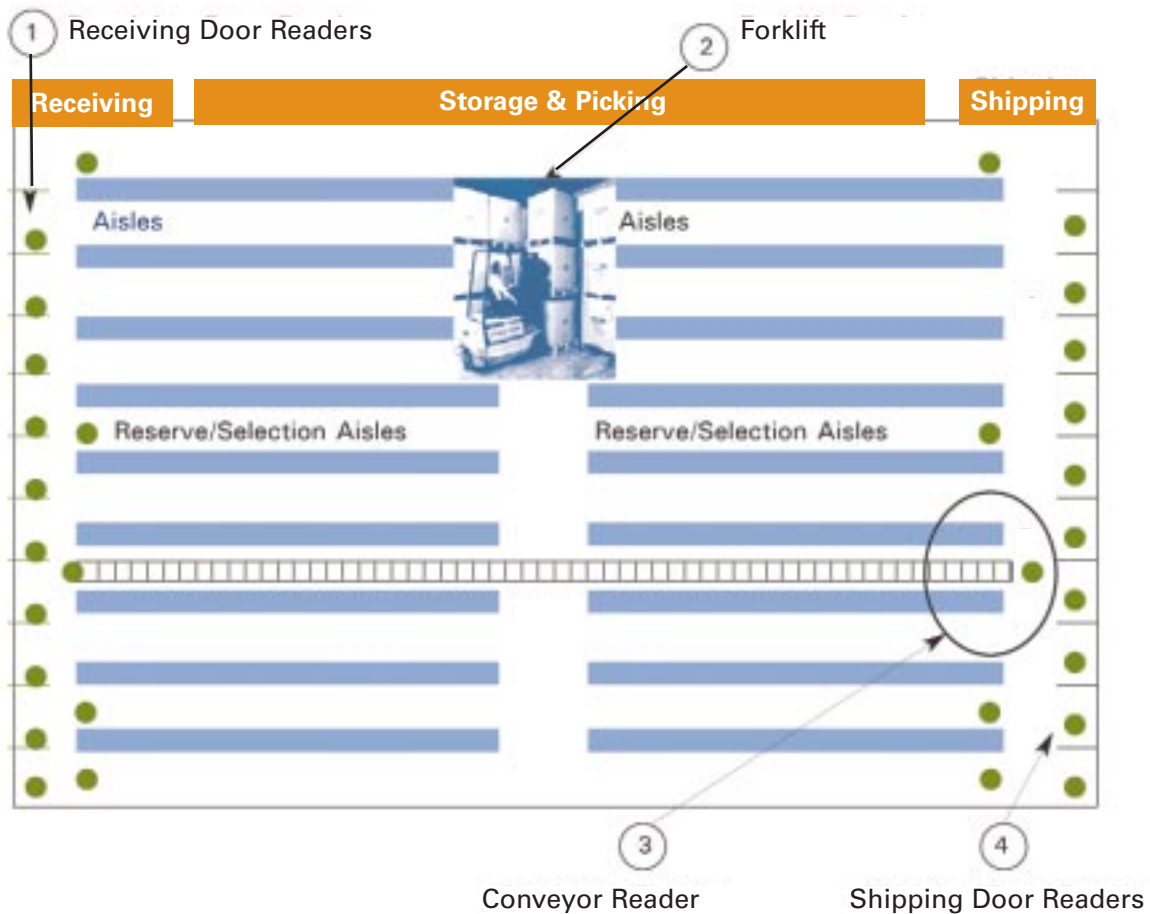 1 Receiving Door Readers
2 Forklift
Receiving
Storage & Picking
Shipping
Aisles
Aisles
Reserve/Selection Aisles
Reserve/Selection Aisles
3
4
Conveyor Reader
Shipping Door Readers